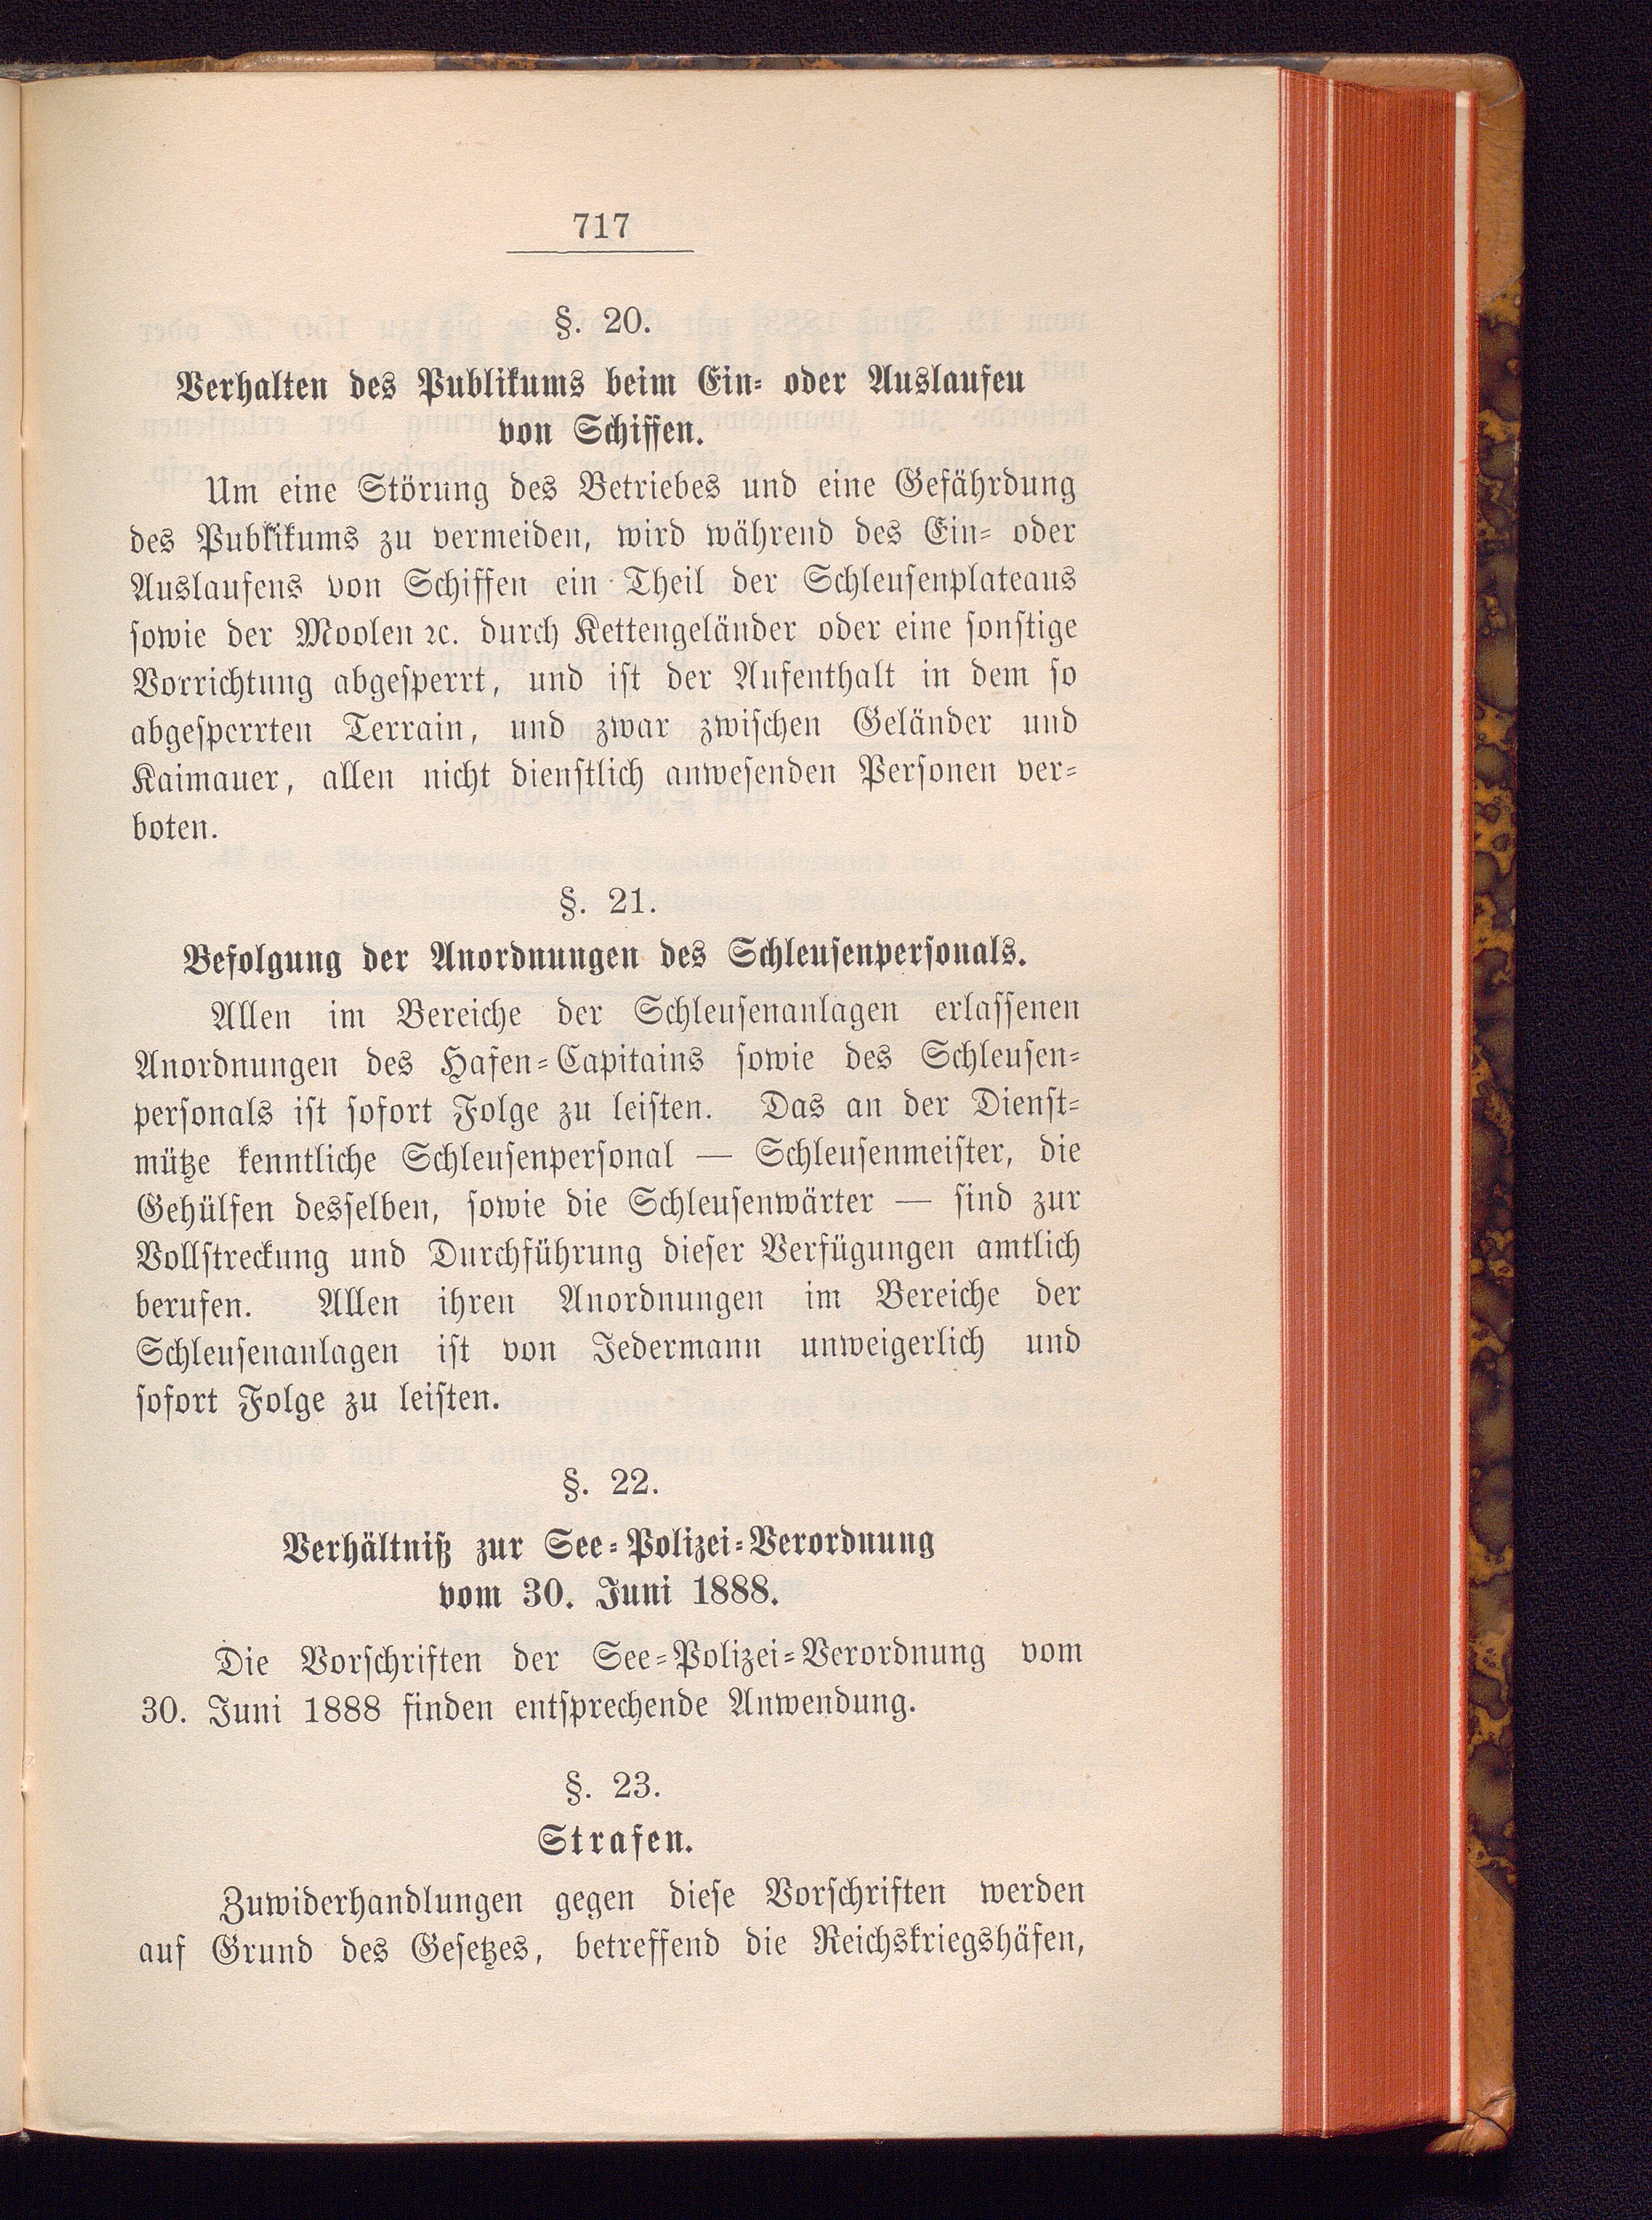 717
§. 20.
Verhalten des Publikums beim Ein- oder Auslaufen
von Schiffen.
Um eine Störung des Betriebes und eine Gefährdung
des Publikums zu vermeiden, wird während des Ein- oder
Auslaufens von Schiffen ein Theil der Schleusenplateaus
sowie der Moolen ꝛc. durch Kettengeländer oder eine sonstige
Vorrichtung abgesperrt, und ist der Aufenthalt in dem so
abgesperrten Terrain, und zwar zwischen Geländer und
Kaimauer, allen nicht dienstlich anwesenden Personen ver-
boten.
§. 21.
Befolgung der Anordnungen des Schleusenpersonals.
Allen im Bereiche der Schleusenanlagen erlassenen
Anordnungen des Hafen-Capitains sowie des Schleusen-
personals ist sofort Folge zu leisten. Das an der Dienst-
mütze kenntliche Schleusenpersonal — Schleusenmeister, die
Gehülfen desselben, sowie die Schleusenwärter — sind zur
Vollstreckung und Durchführung dieser Verfügungen amtlich
berufen. Allen ihren Anordnungen im Bereiche der
Schleusenanlagen ist von Jedermann unweigerlich und
sofort Folge zu leisten.
§. 22.
Verhältniß zur See-Polizei-Verordnung
vom 30. Juni 1888.
Die Vorschriften der See-Polizei-Verordnung vom
30. Juni 1888 finden entsprechende Anwendung.
§. 23.
Strafen.
Zuwiderhandlungen gegen diese Vorschriften werden
auf Grund des Gesetzes, betreffend die Reichskriegshäfen,